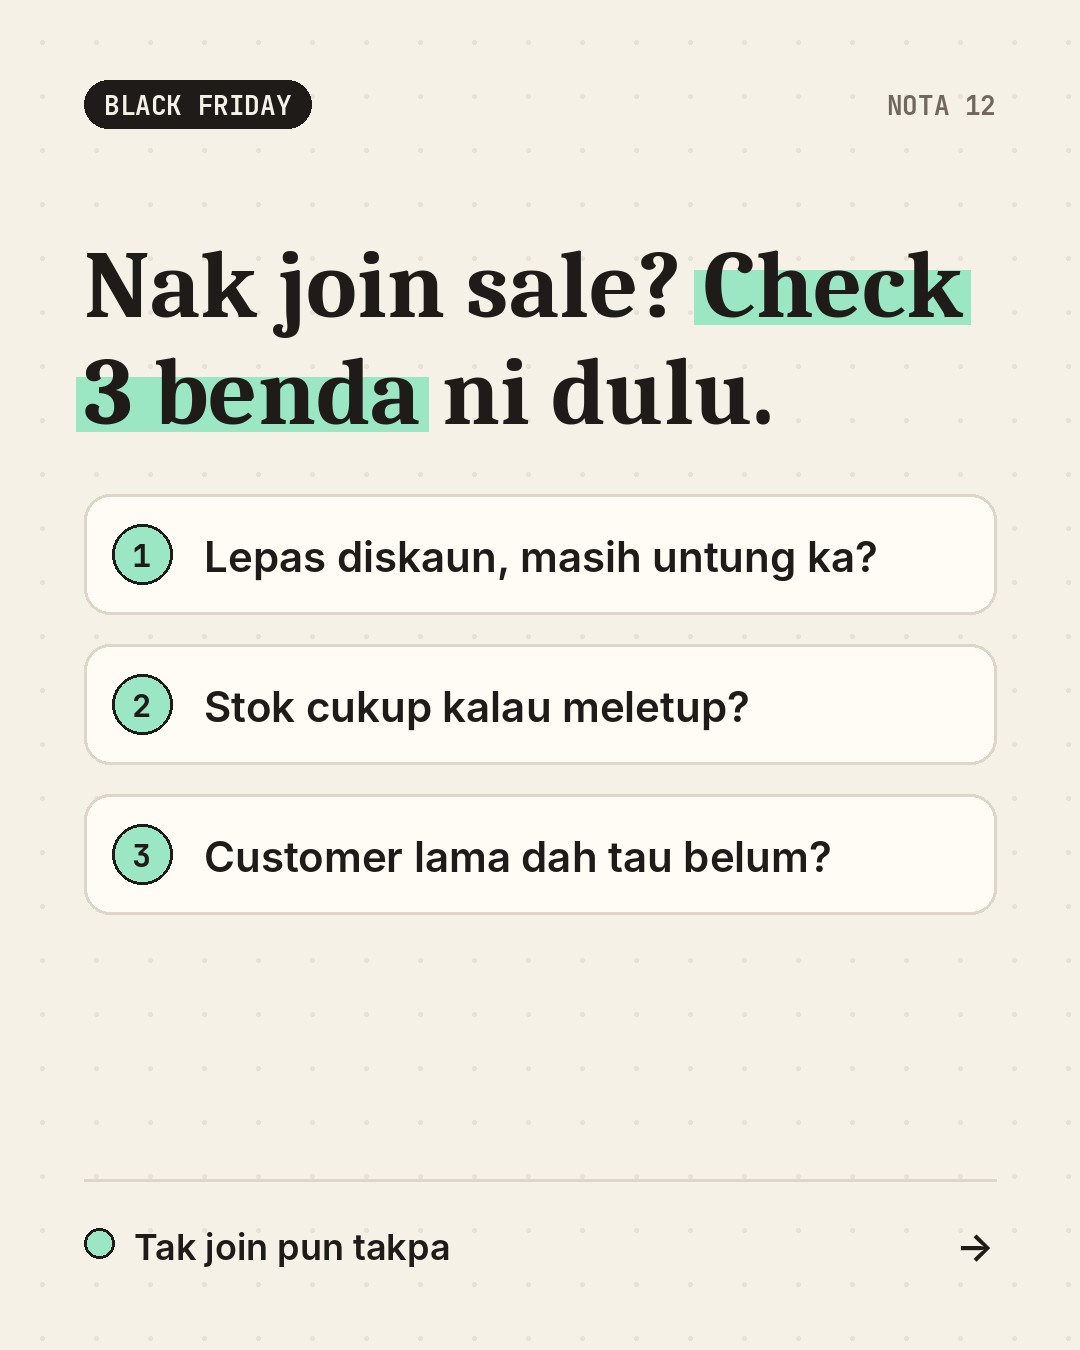 BLACK FRIDAY
NOTA 12
Nak join sale? Check
3 benda ni dulu.
1 Lepas diskaun, masih untung ka?
2 Stok cukup kalau meletup?
3 Customer lama dah tau belum?
Tak join pun takpa →